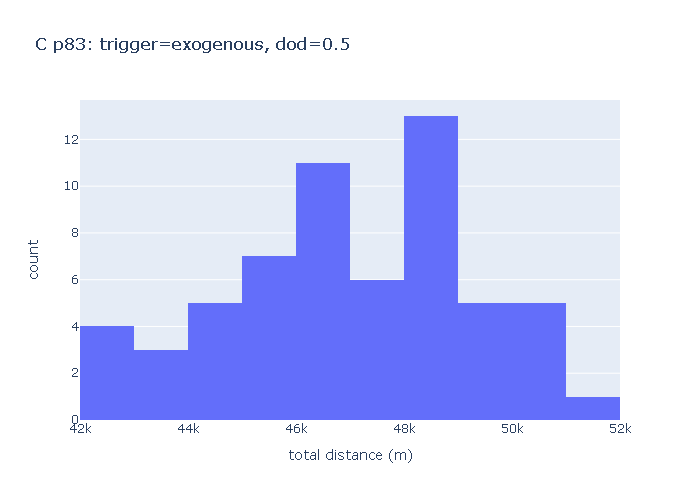 C p83: trigger=exogenous, dod=0.5
12
10
8
6
4
2
0
count
42k
44k
46k
48k
50k
52k
total distance (m)